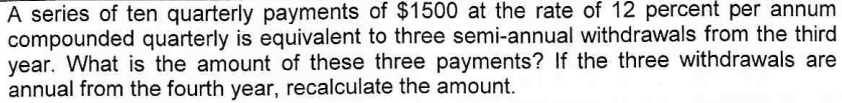 A series of ten quarterly payments of $1500 at the rate of 12 percent per annum
compounded quarterly is equivalent to three semi-annual withdrawals from the third
year. What is the amount of these three payments? If the three withdrawals are
annual from the fourth year, recalculate the amount.